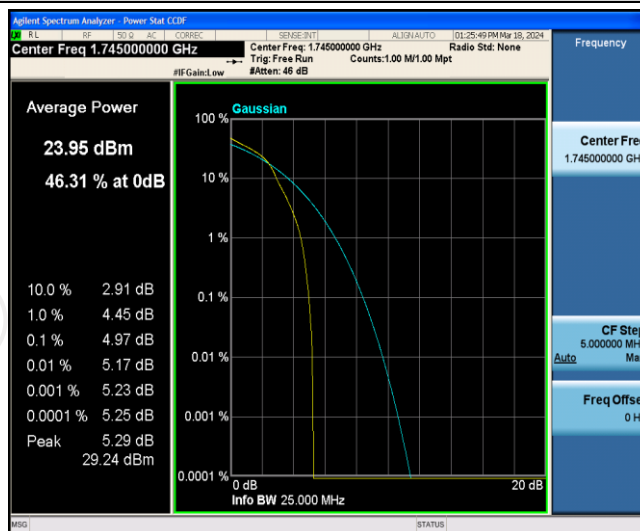 Agilent Spectrum Analyzer - Power Stat CCDF
RL RF 50 Ω AC CORREC SENSE:INT ALIGN AUTO 01:25:49 PM Mar 18, 2024
Center Freq 1.745000000 GHz
Center Freq: 1.745000000 GHz Radio Std: None
Trig: Free Run Counts:1.00 M/1.00 Mpt
#IFGain:Low #Atten: 46 dB
Frequency
Average Power
23.95 dBm
46.31 % at 0dB
10.0 % 2.91 dB
1.0 % 4.45 dB
0.1 % 4.97 dB
0.01 % 5.17 dB
0.001 % 5.23 dB
0.0001 % 5.25 dB
Peak 5.29 dB
29.24 dBm
Gaussian
100 %
10 %
1 %
0.1 %
0.01 %
0.001 %
0.0001 %
0 dB 20 dB
Info BW 25.000 MHz
Center Fre
1.745000000 GH
CF Step
5.000000 MH
Auto Ma
Freq Offse
0 H
MSG STATUS